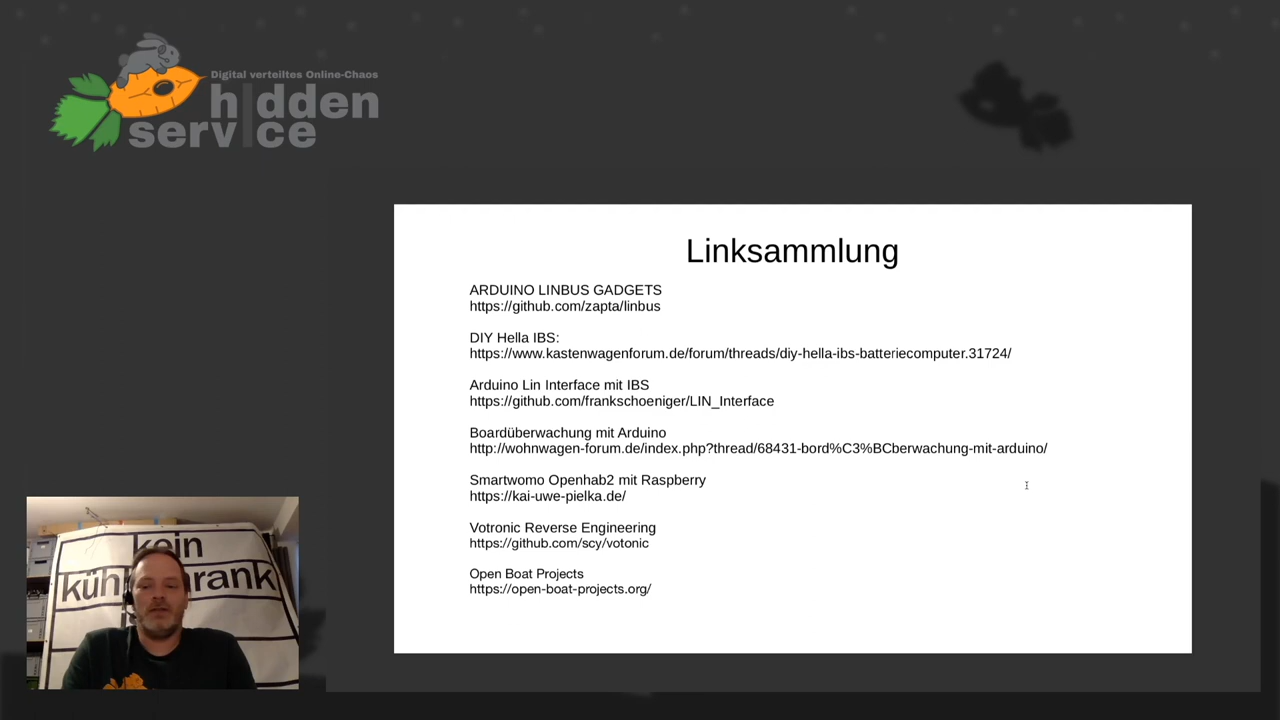 Digital verteiltes Online-Chaos
hidden
service
Linksammlung
ARDUINO LINBUS GADGETS
https://github.com/zapta/linbus
DIY Hella IBS:
https://www.kastenwagenforum.de/forum/threads/diy-hella-ibs-batteriecomputer.31724/
Arduino Lin Interface mit IBS
https://github.com/frankschoeniger/LIN_Interface
Boardüberwachung mit Arduino
http://wohnwagen-forum.de/index.php?thread/68431-bord%C3%BCberwachung-mit-arduino/
Smartwomo Openhab2 mit Raspberry
https://kai-uwe-pielka.de/
Votronic Reverse Engineering
https://github.com/scy/votonic
Open Boat Projects
https://open-boat-projects.org/
kein
küh rank